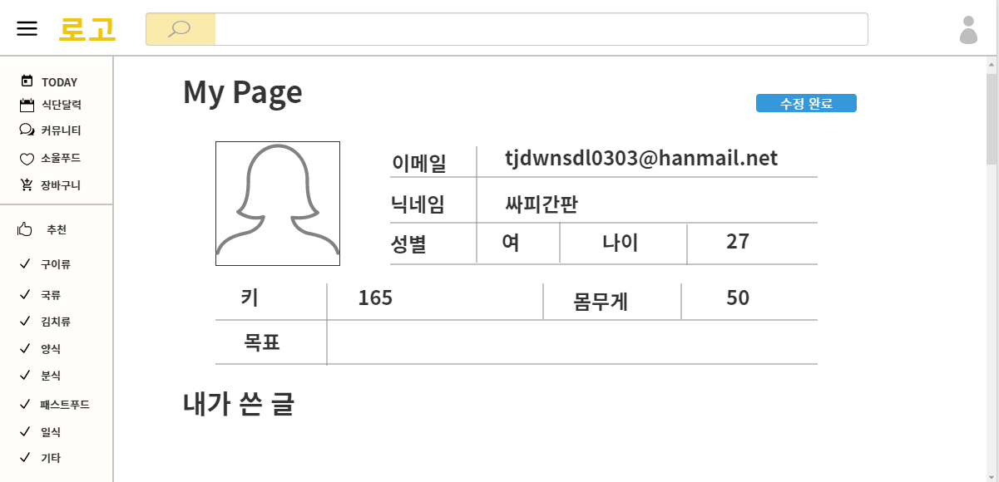 로고
TODAY
식단달력
커뮤니티
소울푸드
장바구니
추천
구이류
국류
김치류
양식
분식
패스트푸드
일식
기타
My Page
수정 완료
이메일 tjdwnsdl0303@hanmail.net
닉네임 싸피간판
성별 여 나이 27
키 165 몸무게 50
목표
내가 쓴 글